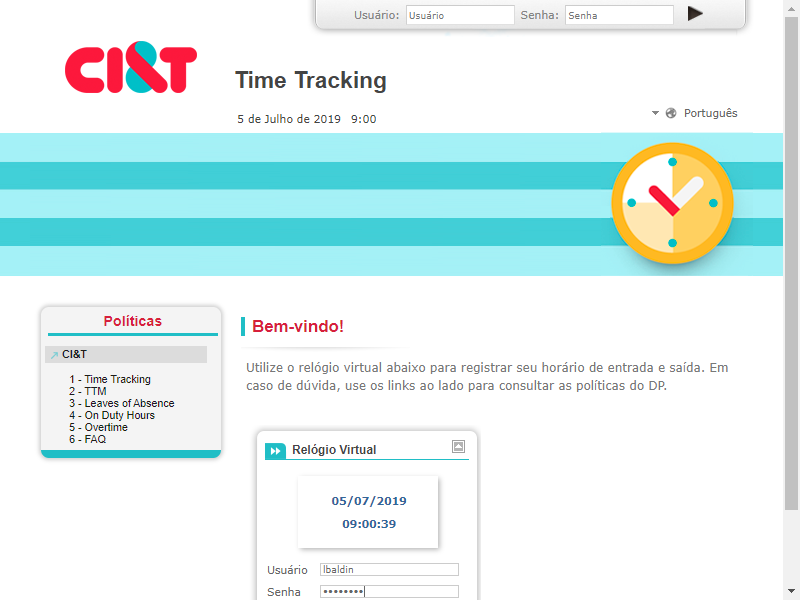 Usuário: Usuário Senha: Senha
CI&T
Time Tracking
5 de Julho de 2019 9:00
Português
Políticas
CI&T
1 - Time Tracking
2 - TTM
3 - Leaves of Absence
4 - On Duty Hours
5 - Overtime
6 - FAQ
Bem-vindo!
Utilize o relógio virtual abaixo para registrar seu horário de entrada e saída. Em
caso de dúvida, use os links ao lado para consultar as políticas do DP.
Relógio Virtual
05/07/2019
09:00:39
Usuário lbaldin
Senha ••••••••